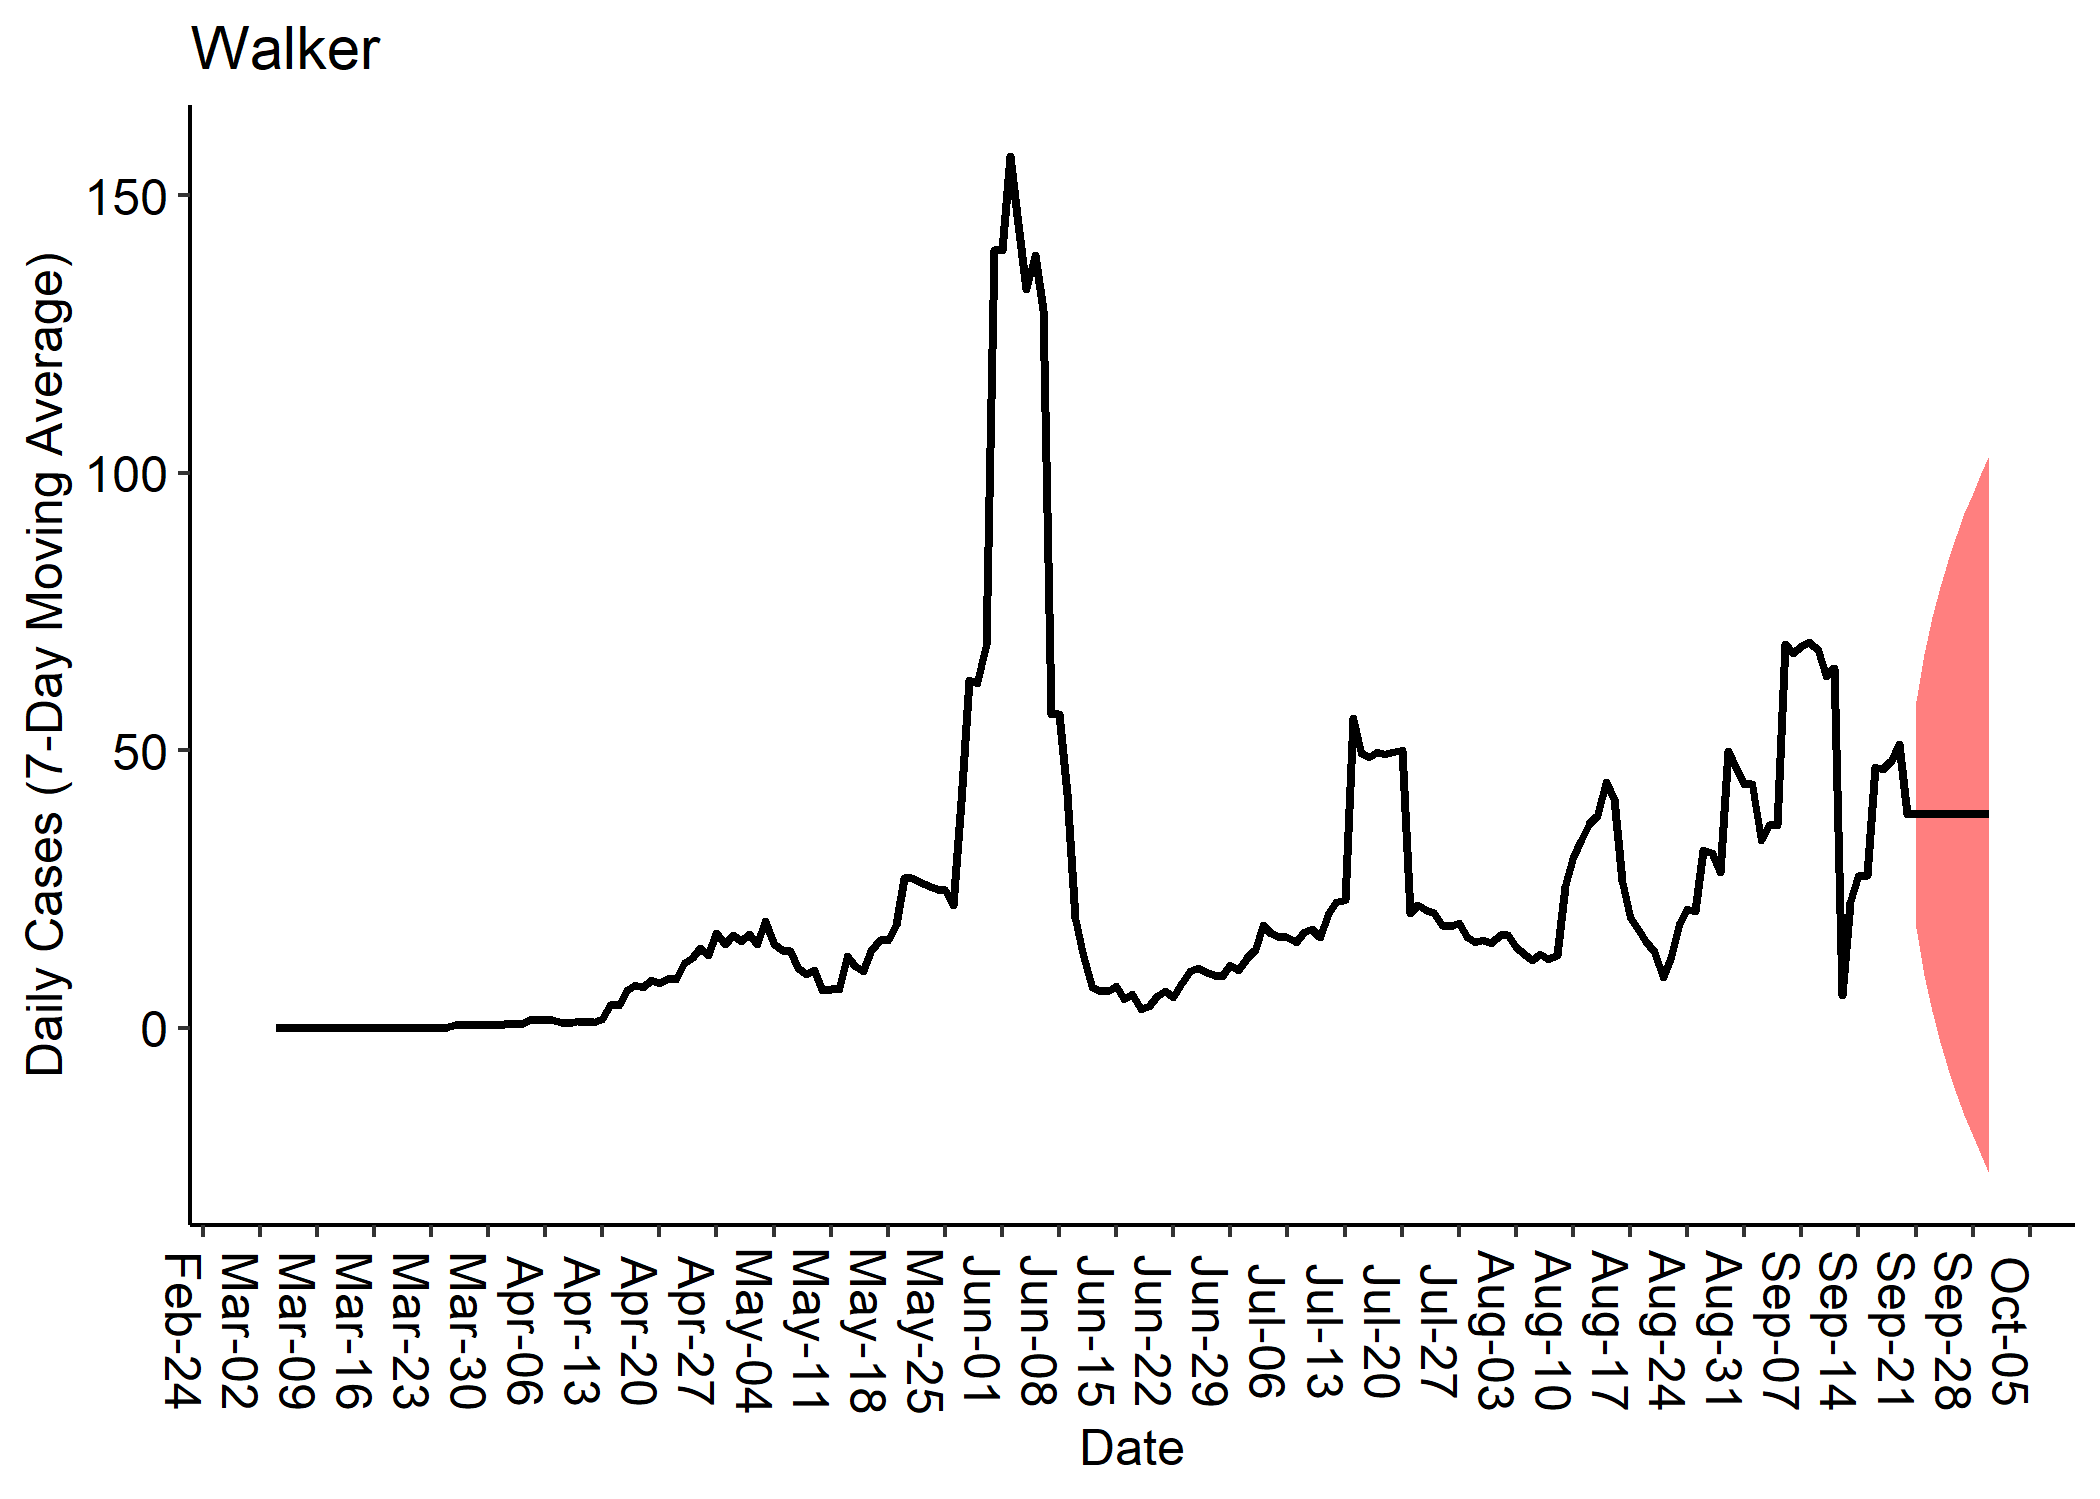 Walker
Daily Cases (7-Day Moving Average)
150
100
50
0
Feb-24
Mar-02
Mar-09
Mar-16
Mar-23
Mar-30
Apr-06
Apr-13
Apr-20
Apr-27
May-04
May-11
May-18
May-25
Jun-01
Jun-08
Jun-15
Jun-22
Jun-29
Jul-06
Jul-13
Jul-20
Jul-27
Aug-03
Aug-10
Aug-17
Aug-24
Aug-31
Sep-07
Sep-14
Sep-21
Sep-28
Oct-05
Date